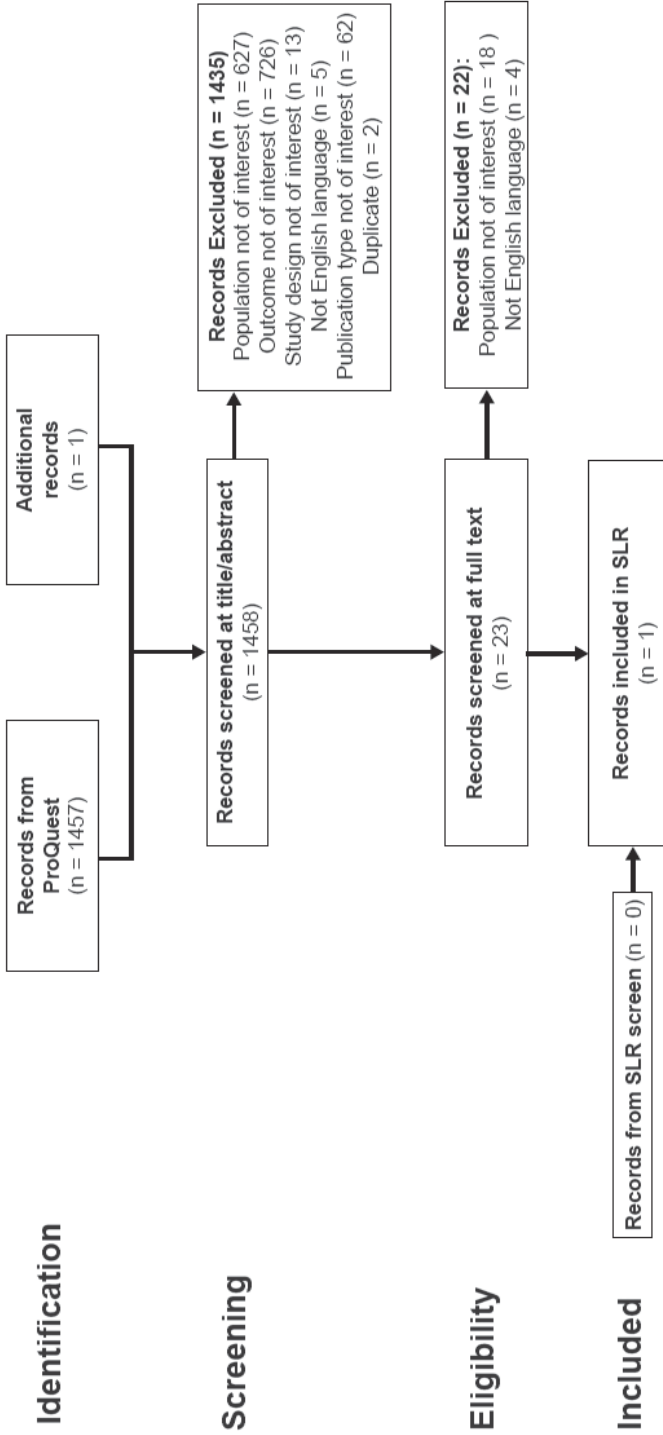 Identification
Records from
ProQuest
(n = 1457)
Additional
records
(n = 1)
Screening
Records screened at title/abstract
(n = 1458)
Records Excluded (n = 1435)
Population not of interest (n = 627)
Outcome not of interest (n = 726)
Study design not of interest (n = 13)
Not English language (n = 5)
Publication type not of interest (n = 62)
Duplicate (n = 2)
Eligibility
Records screened at full text
(n = 23)
Records Excluded (n = 22):
Population not of interest (n = 18 )
Not English language (n = 4)
Included
Records from SLR screen (n = 0)
Records included in SLR
(n = 1)